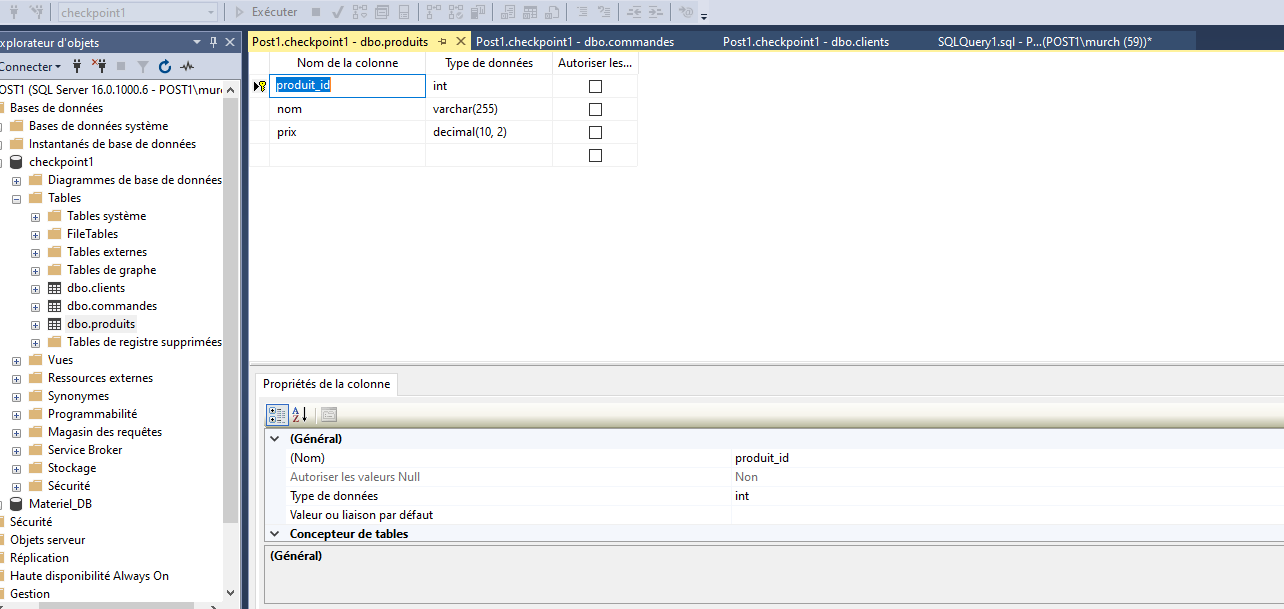 checkpoint1
Exécuter
xplorateur d'objets
Connecter
OST1 (SQL Server 16.0.1000.6 - POST1\mur
Bases de données
Bases de données système
Instantanés de base de données
checkpoint1
Diagrammes de base de données
Tables
Tables système
FileTables
Tables externes
Tables de graphe
dbo.clients
dbo.commandes
dbo.produits
Tables de registre supprimées
Vues
Ressources externes
Synonymes
Programmabilité
Magasin des requêtes
Service Broker
Stockage
Sécurité
Materiel_DB
Sécurité
Objets serveur
Réplication
Haute disponibilité Always On
Gestion
Post1.checkpoint1 - dbo.produits
Post1.checkpoint1 - dbo.commandes
Post1.checkpoint1 - dbo.clients
SQLQuery1.sql - P...(POST1\murch (59))*
Nom de la colonne Type de données Autoriser les...
produit_id int
nom varchar(255)
prix decimal(10, 2)
Propriétés de la colonne
(Général)
(Nom) produit_id
Autoriser les valeurs Null Non
Type de données int
Valeur ou liaison par défaut
Concepteur de tables
(Général)